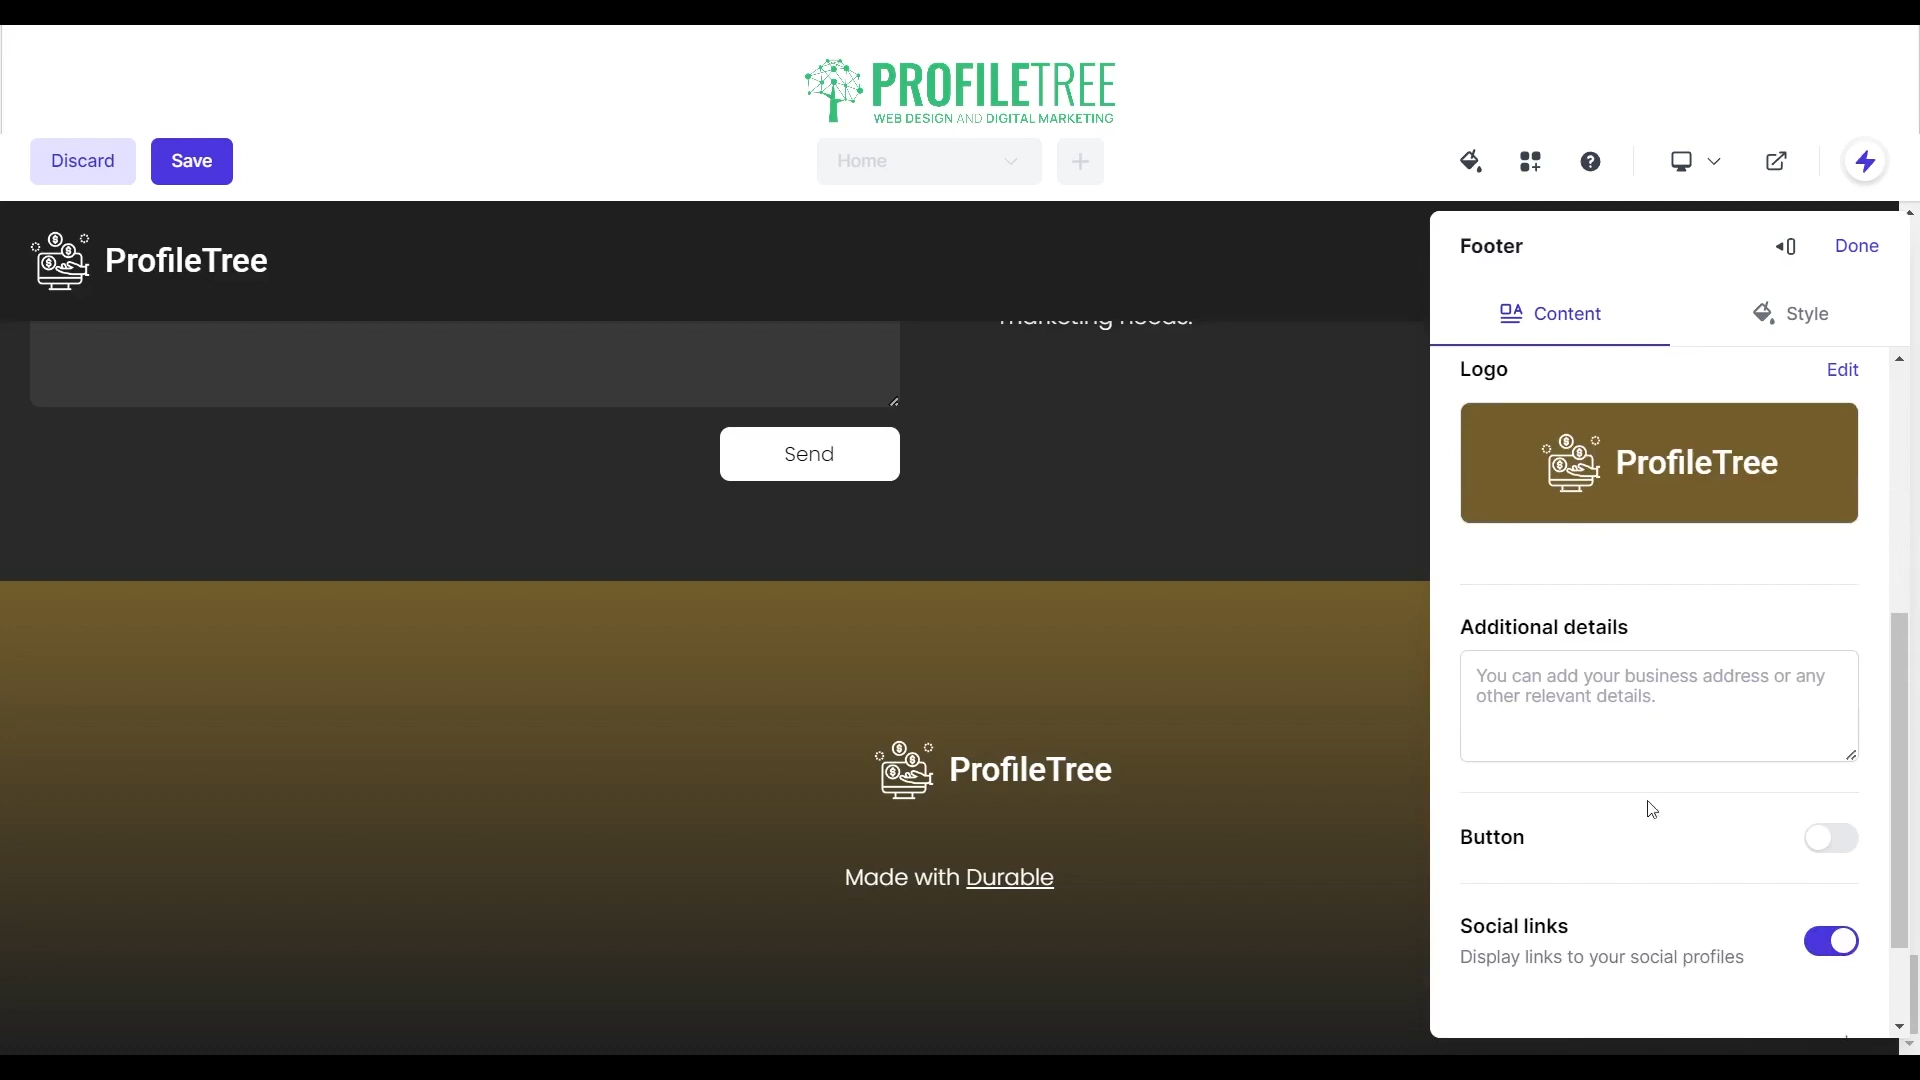 PROFILETREE
WEB DESIGN AND DIGITAL MARKETING
Discard
Save
Home
ProfileTree
marketing needs.
Send
ProfileTree
Made with Durable
Footer
Done
Content
Style
Logo
Edit
ProfileTree
Additional details
You can add your business address or any
other relevant details.
Button
Social links
Display links to your social profiles